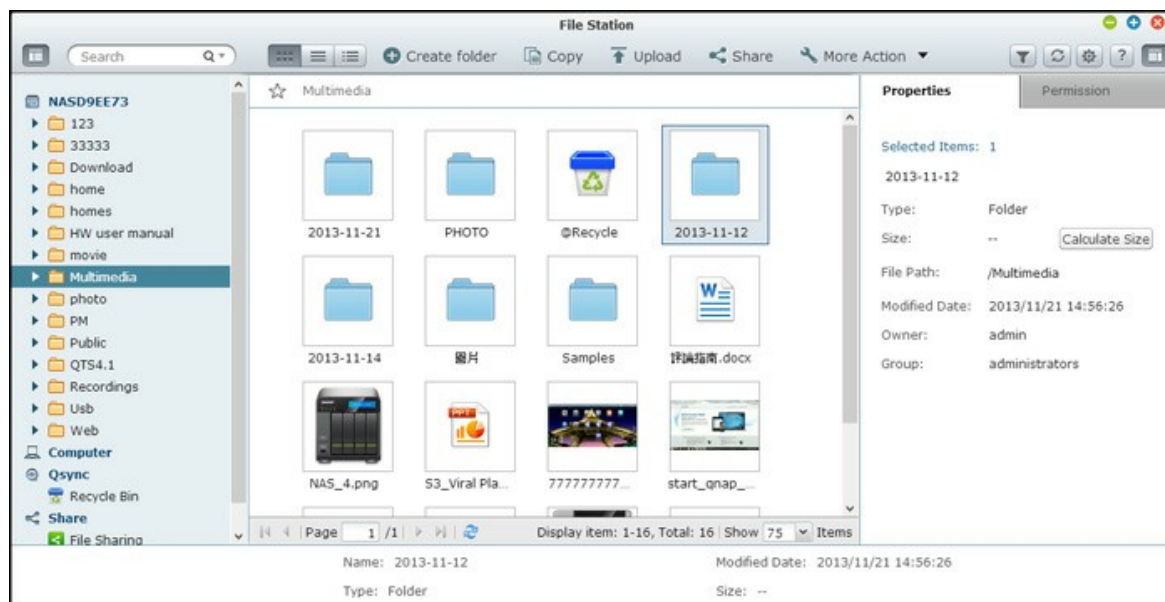 File Station
Search
Create folder
Copy
Upload
Share
More Action
?
NASD9EE73
123
33333
Download
home
homes
HW user manual
movie
Multimedia
photo
PM
Public
QTS4.1
Recordings
Usb
Web
Computer
Qsync
Recycle Bin
Share
File Sharing
Multimedia
2013-11-21 PHOTO @Recycle 2013-11-12
2013-11-14 圖片 Samples 評論指南.docx
W
PPT
NAS_4.png S3_Viral Pla... 777777777... start_qnap_...
Page 1 /1 Display item: 1-16, Total: 16 Show 75 Items
Properties Permission
Selected Items: 1
2013-11-12
Type: Folder
Size: -- Calculate Size
File Path: /Multimedia
Modified Date: 2013/11/21 14:56:26
Owner: admin
Group: administrators
Name: 2013-11-12 Modified Date: 2013/11/21 14:56:26
Type: Folder Size: --